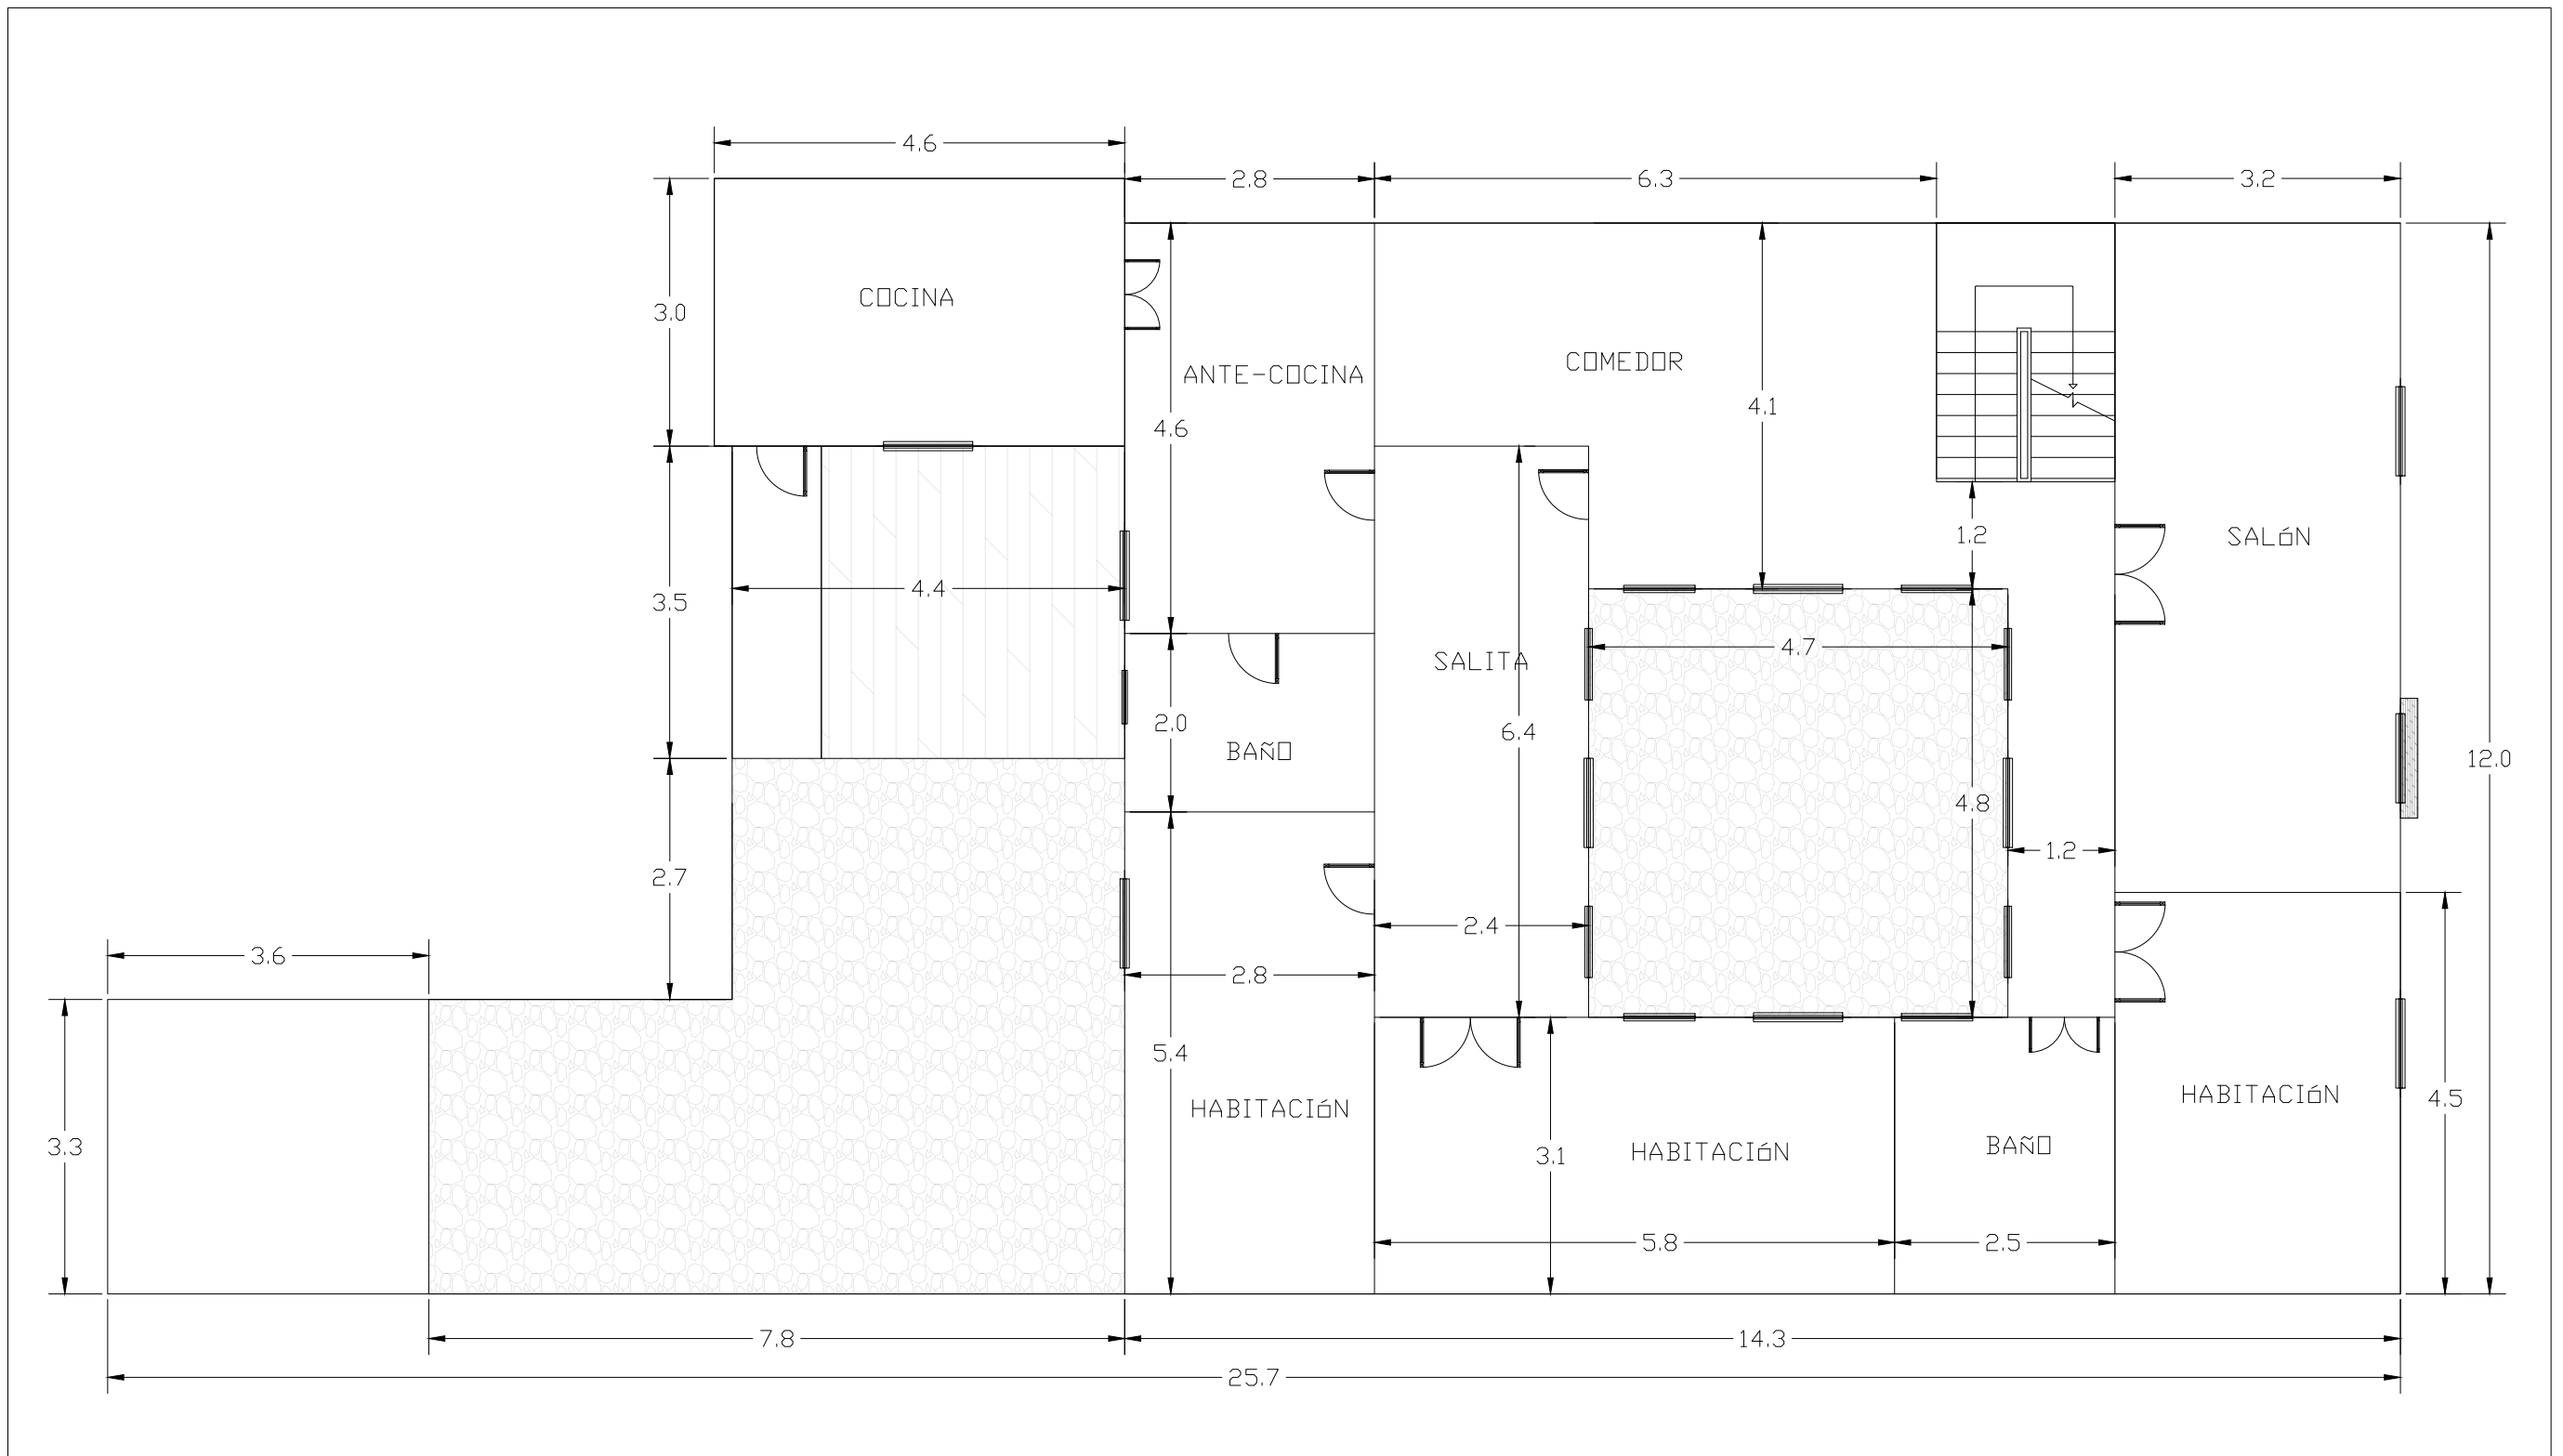 4.6
2.8
6.3
3.2
COCINA
3.0
ANTE-COCINA
COMEDOR
4.1
4.6
1.2
SALóN
4.4
3.5
4.7
SALITA
2.0
6.4
BAñO
12.0
4.8
1.2
2.7
2.4
3.6
2.8
5.4
HABITACIóN
4.5
HABITACIóN
3.3
BAñO
HABITACIóN
3.1
5.8
2.5
7.8
14.3
25.7